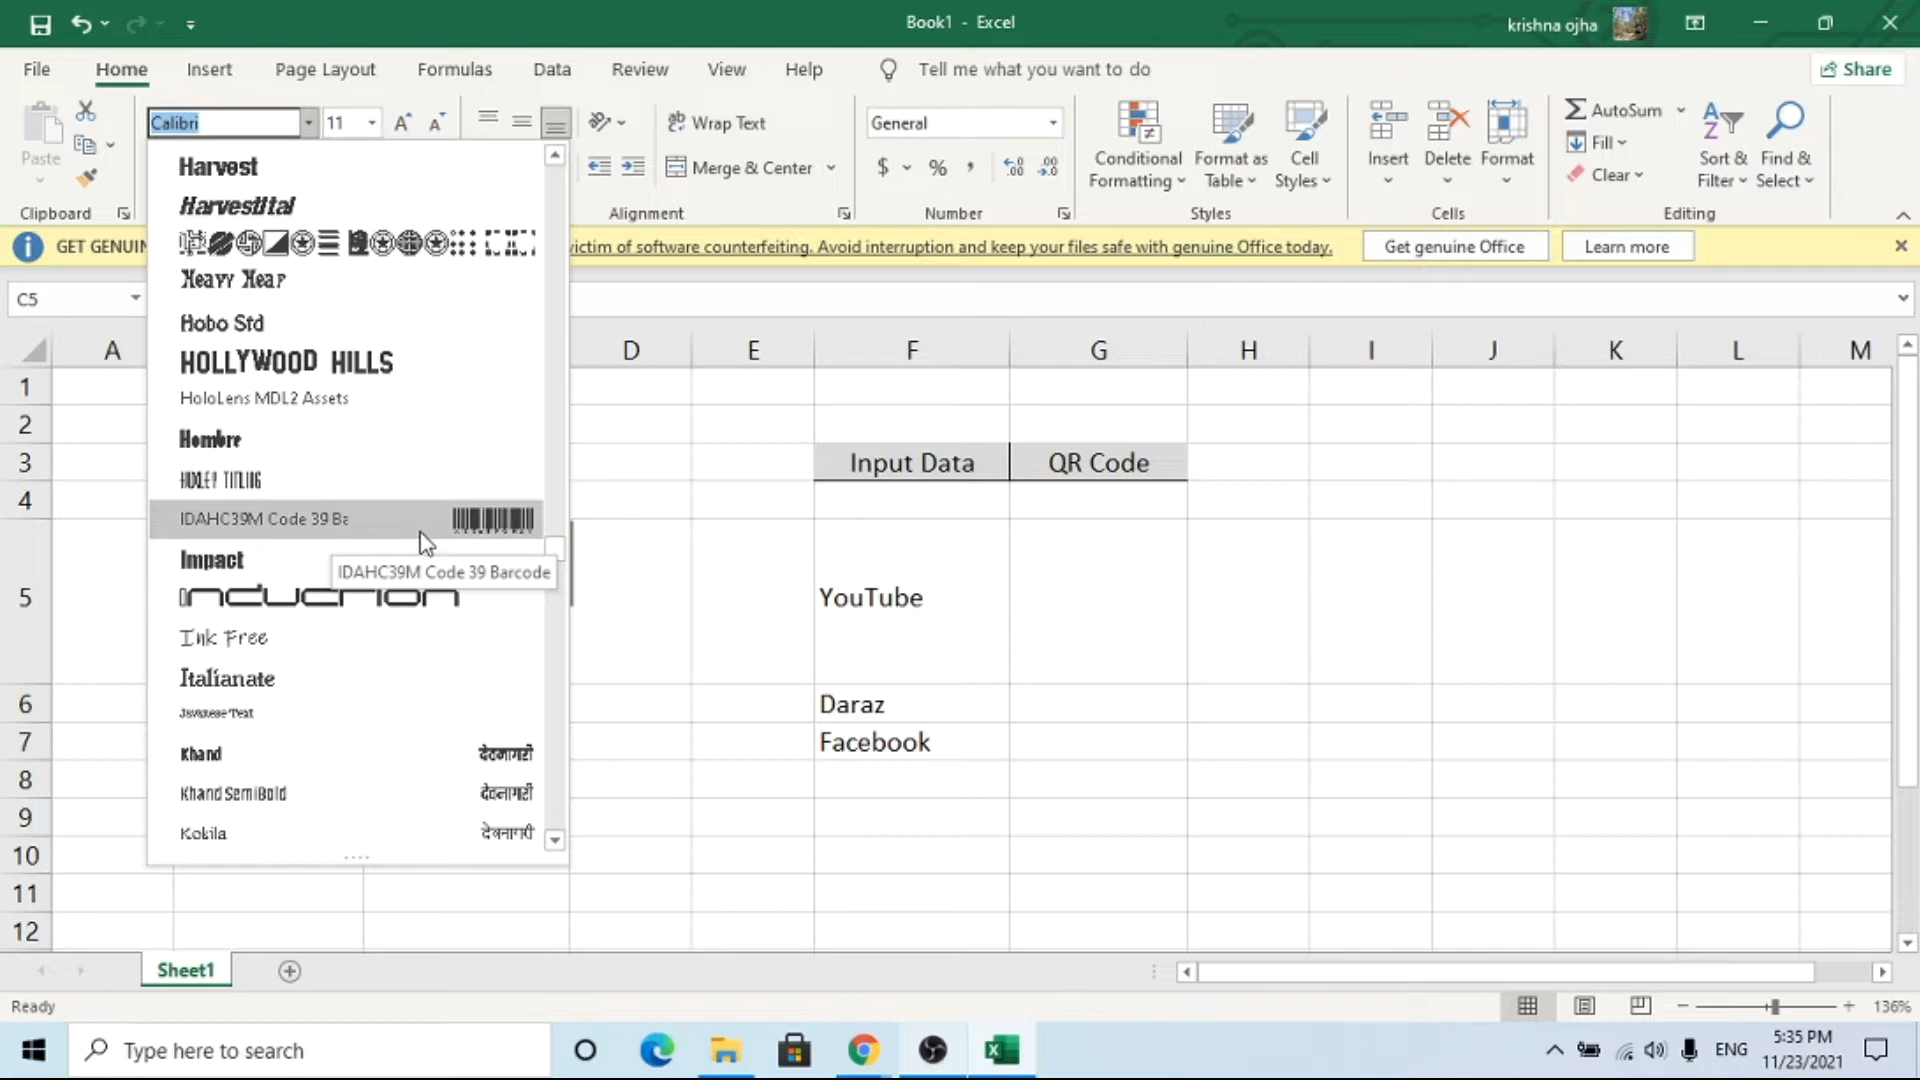 Book1 - Excel
krishna ojha
File Home Insert Page Layout Formulas Data Review View Help Tell me what you want to do Share
Calibri 11 Wrap Text General AutoSum
Paste Merge & Center $ % Conditional Formatting Format as Table Cell Styles Insert Delete Format Fill Clear Sort & Filter Find & Select
Clipboard Alignment Number Styles Cells Editing
GET GENUIN victim of software counterfeiting. Avoid interruption and keep your files safe with genuine Office today. Get genuine Office Learn more
C5
A D E F G H I J K L M
1
2
3 Input Data QR Code
4
5 YouTube
6 Daraz
7 Facebook
8
9
10
11
12
Harvest
HarvestItal
Heavy Heap
Hobo Std
HOLLYWOOD HILLS
HoloLens MDL2 Assets
Hombre
HUXLEY TITLING
IDAHC39M Code 39 Ba
IDAHC39M Code 39 Barcode
Impact
Induction
Ink Free
Italianate
Javanese Text
Khand देवनागरी
Khand SemiBold देवनागरी
Kokila देवनागरी
Sheet1
Ready 136%
Type here to search ENG 5:35 PM
11/23/2021